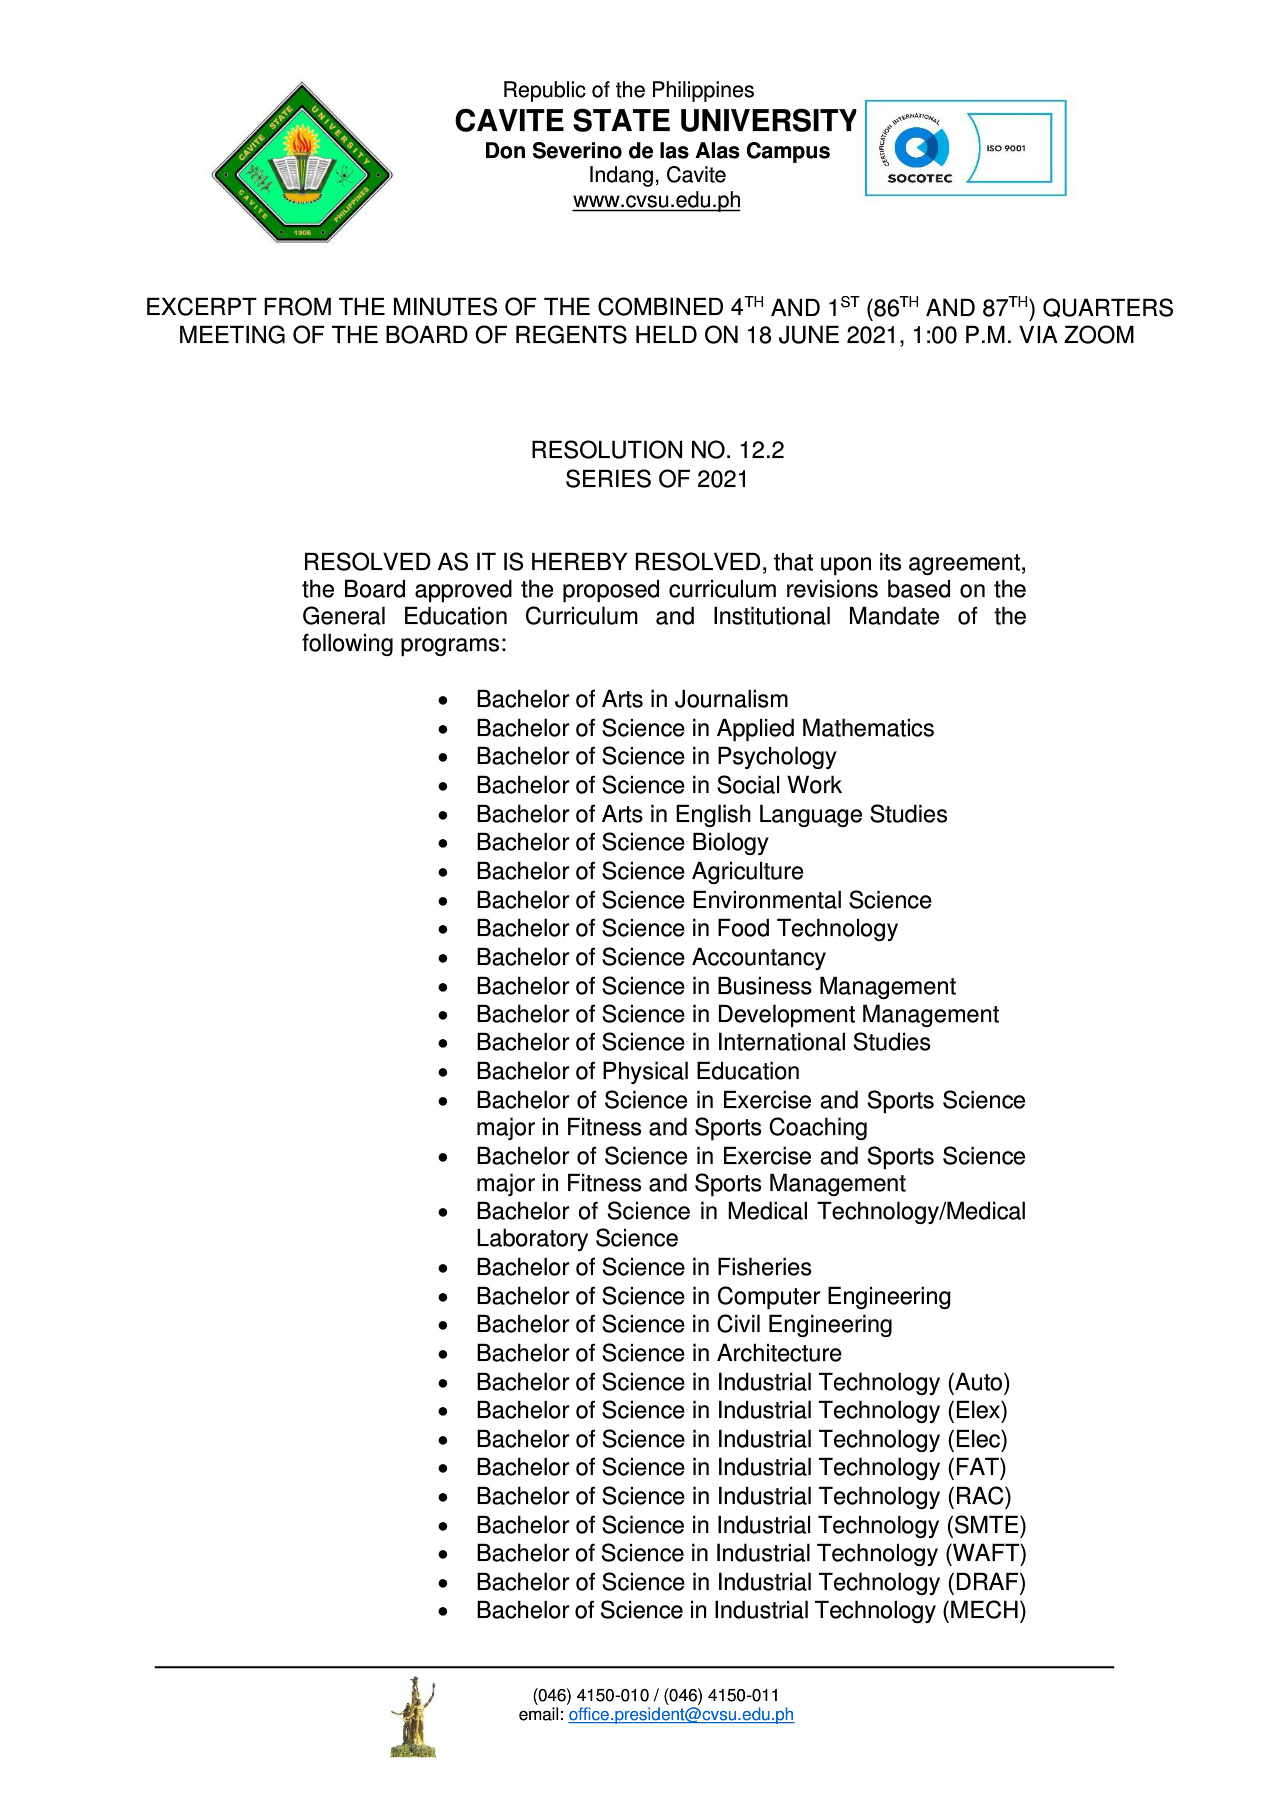 Republic of the Philippines
CAVITE STATE UNIVERSITY
Don Severino de las Alas Campus
Indang, Cavite
www.cvsu.edu.ph
CAVITE STATE UNIVERSITY
CAVITE PHILIPPINES
1906
CERTIFICATION INTERNATIONAL
SOCOTEC
ISO 9001
EXCERPT FROM THE MINUTES OF THE COMBINED 4TH AND 1ST (86TH AND 87TH) QUARTERS
MEETING OF THE BOARD OF REGENTS HELD ON 18 JUNE 2021, 1:00 P.M. VIA ZOOM
RESOLUTION NO. 12.2
SERIES OF 2021
RESOLVED AS IT IS HEREBY RESOLVED, that upon its agreement,
the Board approved the proposed curriculum revisions based on the
General Education Curriculum and Institutional Mandate of the
following programs:
• Bachelor of Arts in Journalism
• Bachelor of Science in Applied Mathematics
• Bachelor of Science in Psychology
• Bachelor of Science in Social Work
• Bachelor of Arts in English Language Studies
• Bachelor of Science Biology
• Bachelor of Science Agriculture
• Bachelor of Science Environmental Science
• Bachelor of Science in Food Technology
• Bachelor of Science Accountancy
• Bachelor of Science in Business Management
• Bachelor of Science in Development Management
• Bachelor of Science in International Studies
• Bachelor of Physical Education
• Bachelor of Science in Exercise and Sports Science
major in Fitness and Sports Coaching
• Bachelor of Science in Exercise and Sports Science
major in Fitness and Sports Management
• Bachelor of Science in Medical Technology/Medical
Laboratory Science
• Bachelor of Science in Fisheries
• Bachelor of Science in Computer Engineering
• Bachelor of Science in Civil Engineering
• Bachelor of Science in Architecture
• Bachelor of Science in Industrial Technology (Auto)
• Bachelor of Science in Industrial Technology (Elex)
• Bachelor of Science in Industrial Technology (Elec)
• Bachelor of Science in Industrial Technology (FAT)
• Bachelor of Science in Industrial Technology (RAC)
• Bachelor of Science in Industrial Technology (SMTE)
• Bachelor of Science in Industrial Technology (WAFT)
• Bachelor of Science in Industrial Technology (DRAF)
• Bachelor of Science in Industrial Technology (MECH)
(046) 4150-010 / (046) 4150-011
email: office.president@cvsu.edu.ph